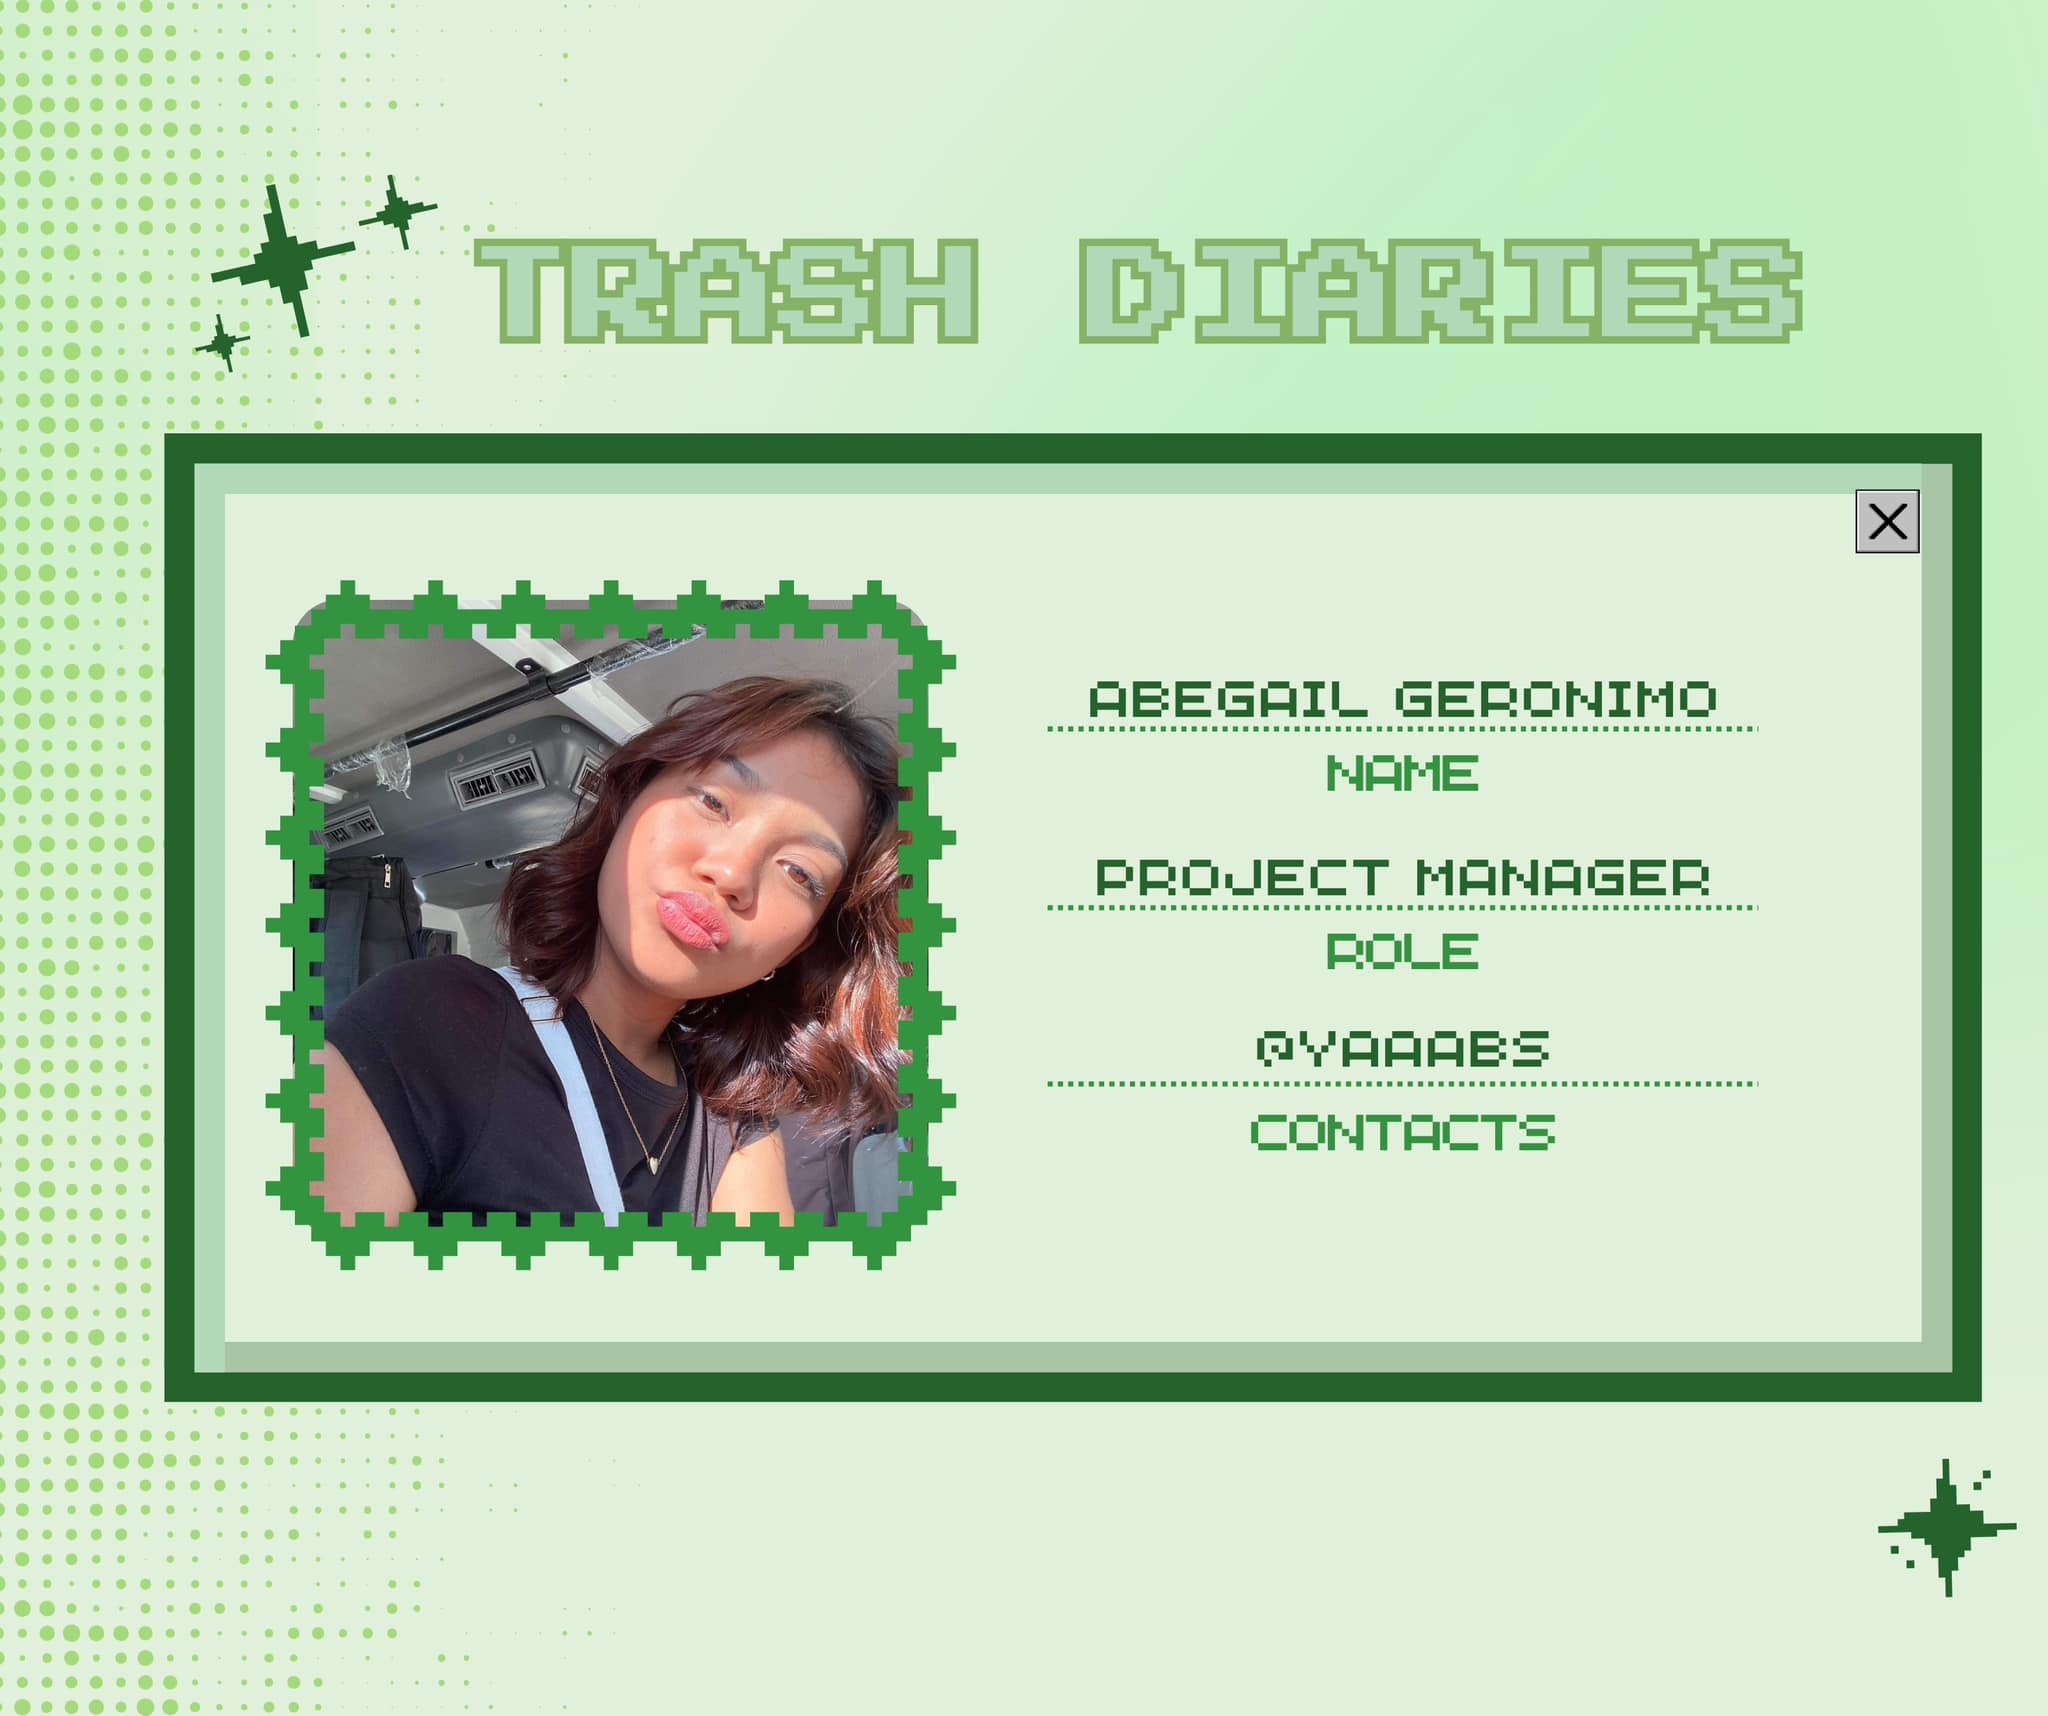 TRASH DIARIES
ABEGAIL GERONIMO
NAME
PROJECT MANAGER
ROLE
@YAAABS
CONTACTS